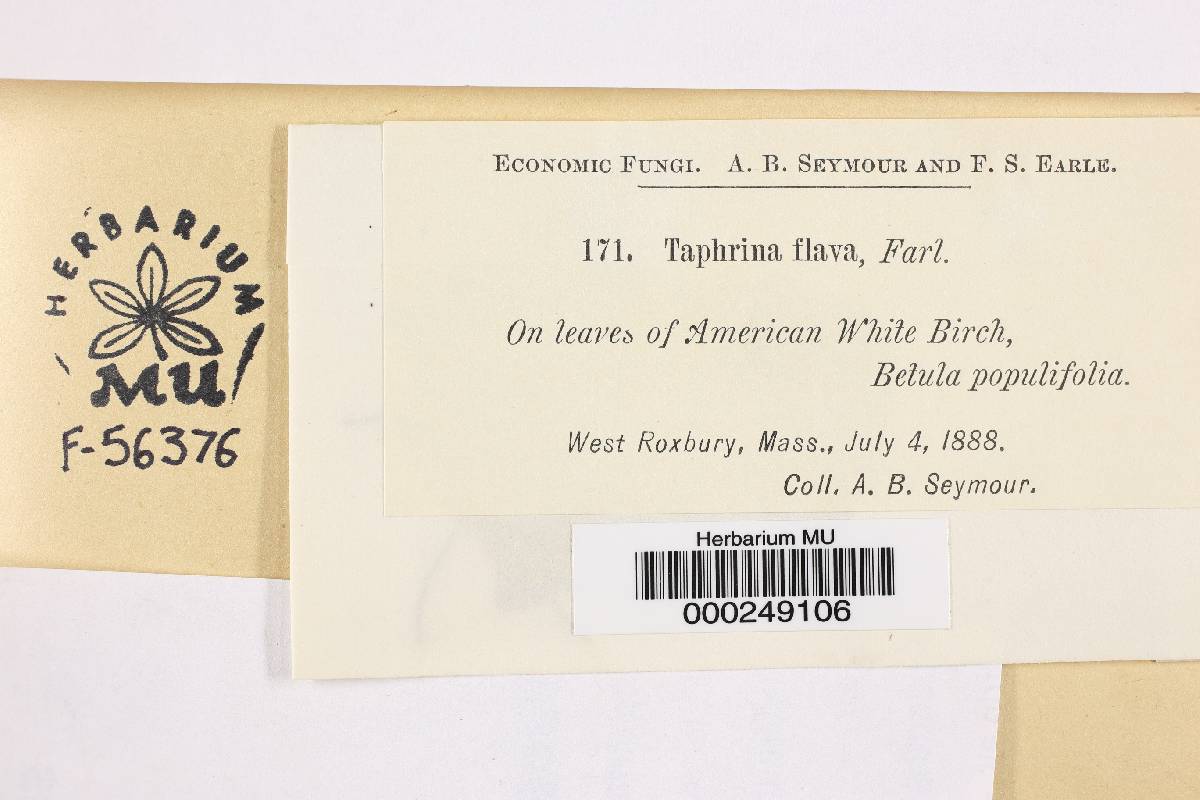 ECONOMIC FUNGI. A. B. SEYMOUR AND F. S. EARLE.
171. Taphrina flava, Farl.
On leaves of American White Birch,
Betula populifolia.
West Roxbury, Mass., July 4, 1888.
Coll. A. B. Seymour.
HERBARIUM
MU
F-56376
Herbarium MU
000249106